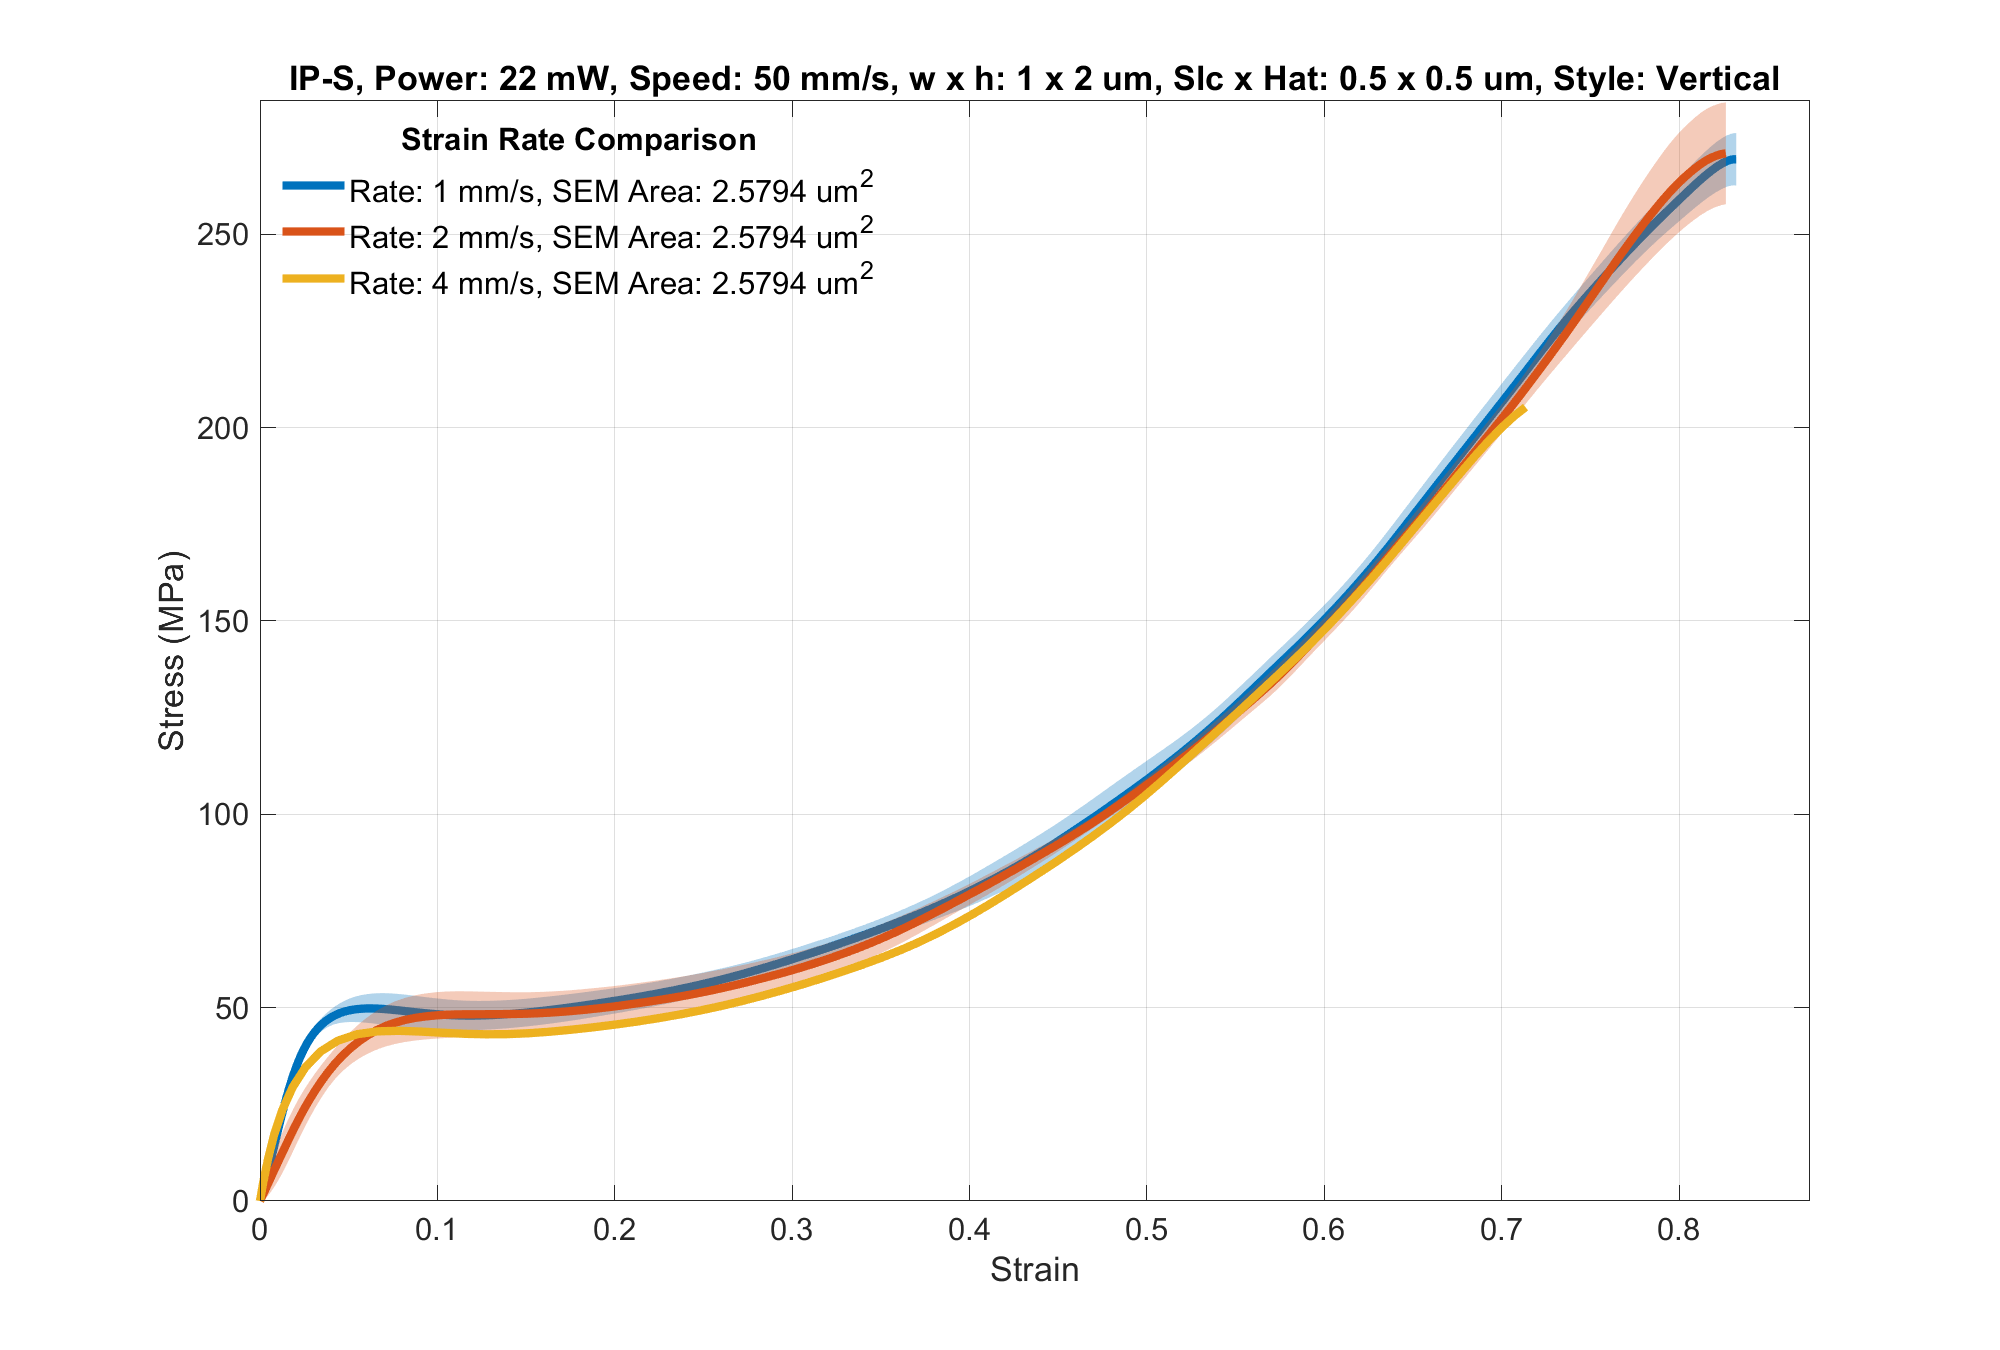 IP-S, Power: 22 mW, Speed: 50 mm/s, w x h: 1 x 2 um, Slc x Hat: 0.5 x 0.5 um, Style: Vertical
Strain Rate Comparison
Rate: 1 mm/s, SEM Area: 2.5794 um²
Rate: 2 mm/s, SEM Area: 2.5794 um²
Rate: 4 mm/s, SEM Area: 2.5794 um²
250
200
150
100
50
0
Stress (MPa)
0 0.1 0.2 0.3 0.4 0.5 0.6 0.7 0.8
Strain